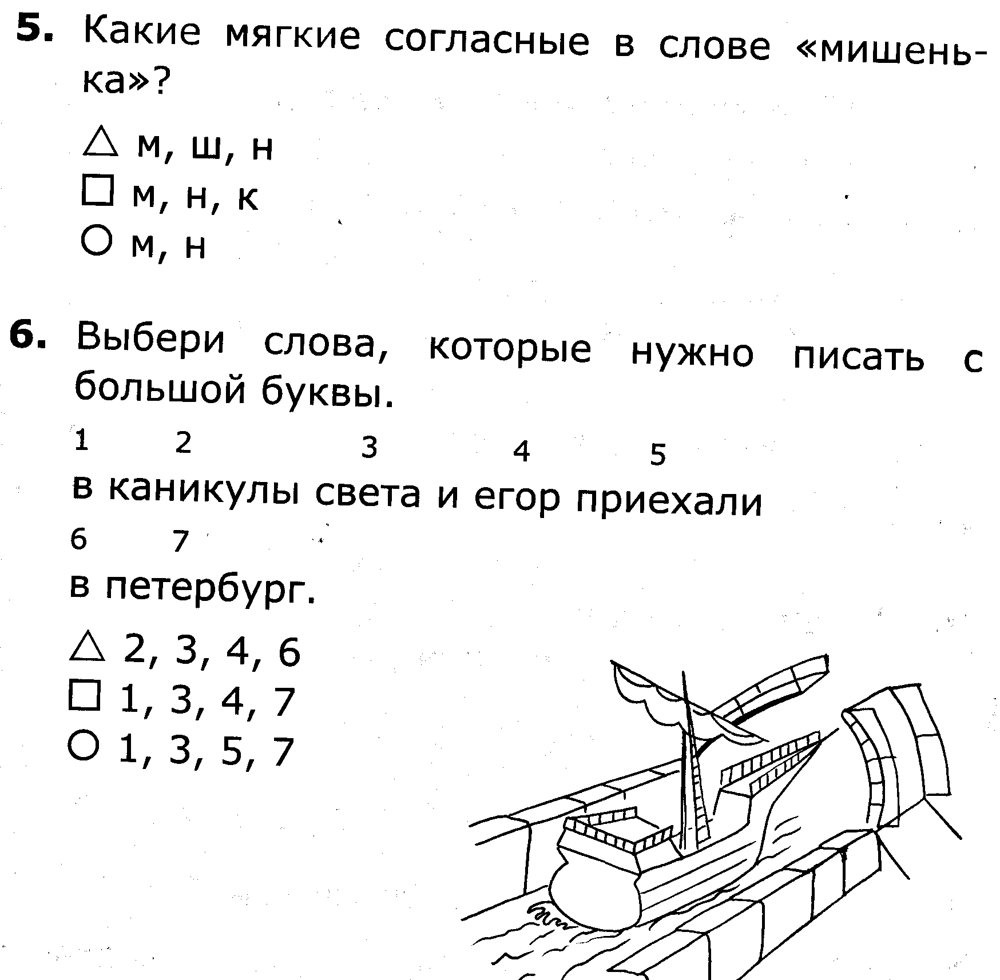 5. Какие мягкие согласные в слове «мишень-
ка»?
△ м, ш, н
□ м, н, к
○ м, н
6. Выбери слова, которые нужно писать с
большой буквы.
1 2 3 4 5
в каникулы света и егор приехали
6 7
в петербург.
△ 2, 3, 4, 6
□ 1, 3, 4, 7
○ 1, 3, 5, 7